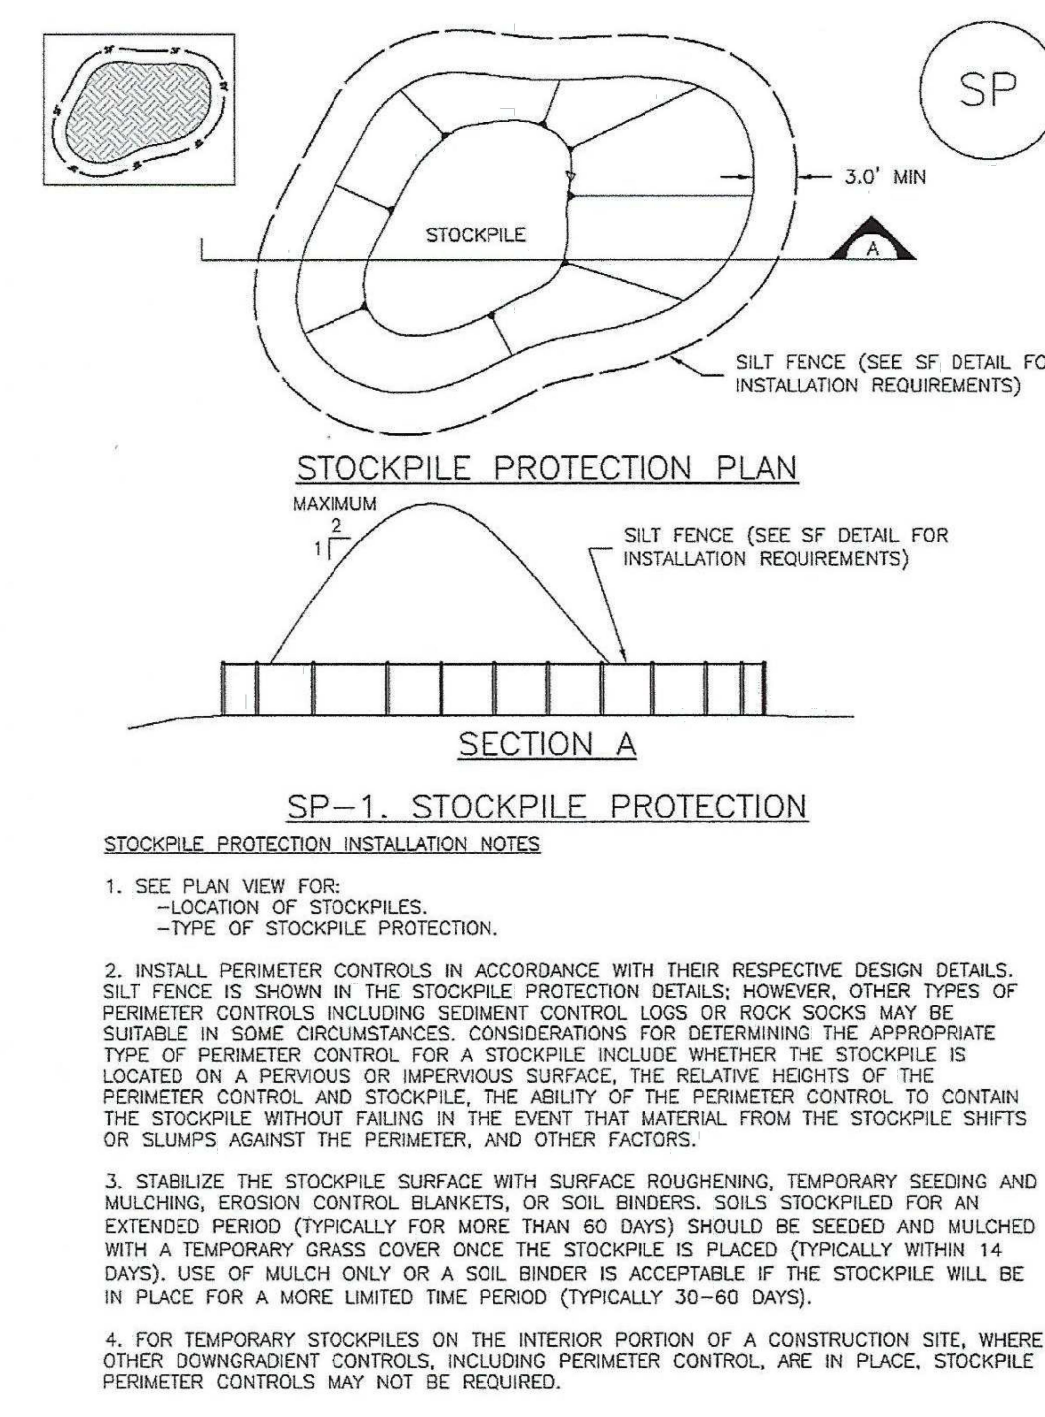 SF SF
SF SF
SF SF
SP
3.0' MIN
STOCKPILE
A
SILT FENCE (SEE SF DETAIL FO
INSTALLATION REQUIREMENTS)
STOCKPILE PROTECTION PLAN
MAXIMUM
2
1
SILT FENCE (SEE SF DETAIL FOR
INSTALLATION REQUIREMENTS)
SECTION A
SP-1. STOCKPILE PROTECTION
STOCKPILE PROTECTION INSTALLATION NOTES
1. SEE PLAN VIEW FOR:
-LOCATION OF STOCKPILES.
-TYPE OF STOCKPILE PROTECTION.
2. INSTALL PERIMETER CONTROLS IN ACCORDANCE WITH THEIR RESPECTIVE DESIGN DETAILS.
SILT FENCE IS SHOWN IN THE STOCKPILE PROTECTION DETAILS; HOWEVER, OTHER TYPES OF
PERIMETER CONTROLS INCLUDING SEDIMENT CONTROL LOGS OR ROCK SOCKS MAY BE
SUITABLE IN SOME CIRCUMSTANCES. CONSIDERATIONS FOR DETERMINING THE APPROPRIATE
TYPE OF PERIMETER CONTROL FOR A STOCKPILE INCLUDE WHETHER THE STOCKPILE IS
LOCATED ON A PERVIOUS OR IMPERVIOUS SURFACE, THE RELATIVE HEIGHTS OF THE
PERIMETER CONTROL AND STOCKPILE, THE ABILITY OF THE PERIMETER CONTROL TO CONTAIN
THE STOCKPILE WITHOUT FAILING IN THE EVENT THAT MATERIAL FROM THE STOCKPILE SHIFTS
OR SLUMPS AGAINST THE PERIMETER, AND OTHER FACTORS.
3. STABILIZE THE STOCKPILE SURFACE WITH SURFACE ROUGHENING, TEMPORARY SEEDING AND
MULCHING, EROSION CONTROL BLANKETS, OR SOIL BINDERS. SOILS STOCKPILED FOR AN
EXTENDED PERIOD (TYPICALLY FOR MORE THAN 60 DAYS) SHOULD BE SEEDED AND MULCHED
WITH A TEMPORARY GRASS COVER ONCE THE STOCKPILE IS PLACED (TYPICALLY WITHIN 14
DAYS). USE OF MULCH ONLY OR A SOIL BINDER IS ACCEPTABLE IF THE STOCKPILE WILL BE
IN PLACE FOR A MORE LIMITED TIME PERIOD (TYPICALLY 30-60 DAYS).
4. FOR TEMPORARY STOCKPILES ON THE INTERIOR PORTION OF A CONSTRUCTION SITE, WHERE
OTHER DOWNGRADIENT CONTROLS, INCLUDING PERIMETER CONTROL, ARE IN PLACE, STOCKPILE
PERIMETER CONTROLS MAY NOT BE REQUIRED.